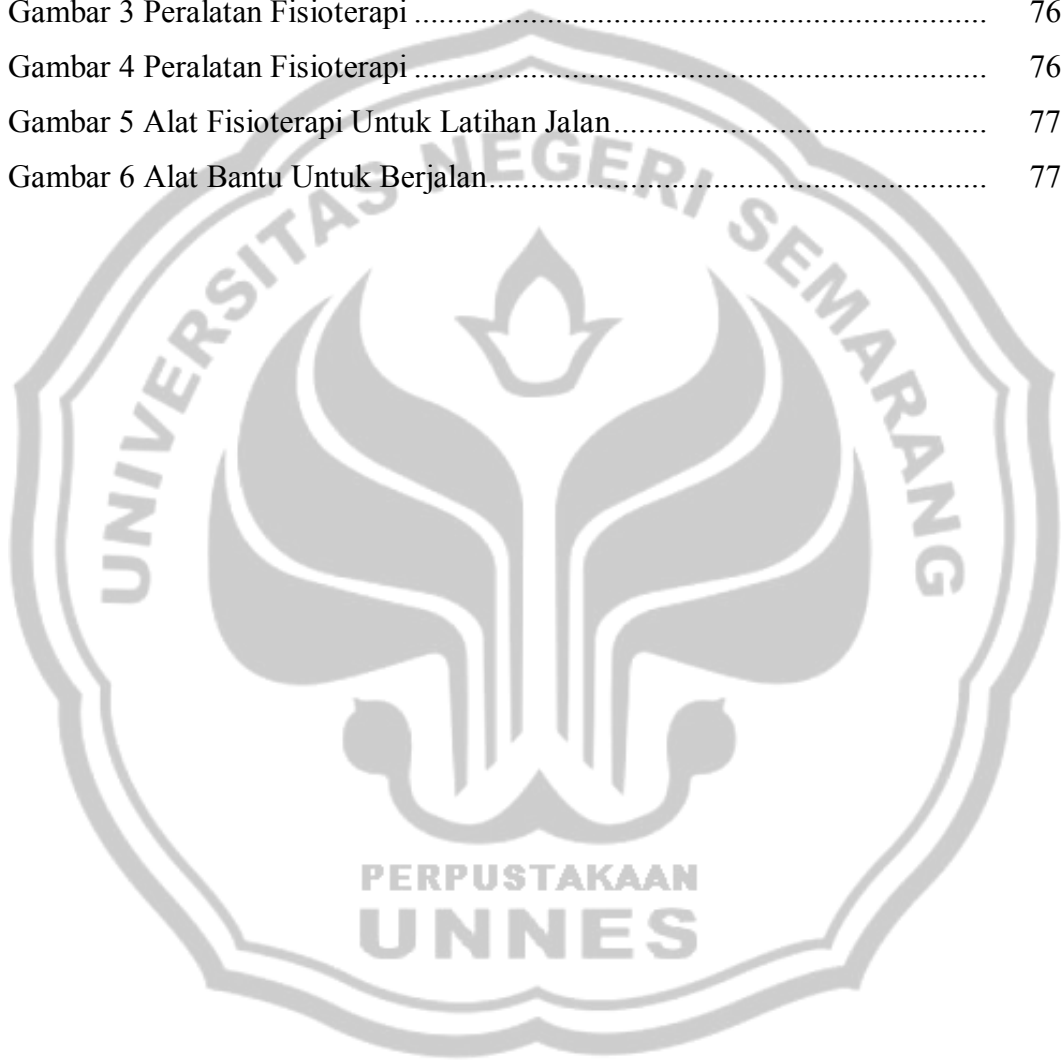 Gambar 3 Peralatan Fisioterapi ........................................................................ 76
Gambar 4 Peralatan Fisioterapi ........................................................................ 76
Gambar 5 Alat Fisioterapi Untuk Latihan Jalan ............................................... 77
Gambar 6 Alat Bantu Untuk Berjalan............................................................... 77
UNIVERSITAS NEGERI SEMARANG
PERPUSTAKAAN
UNNES